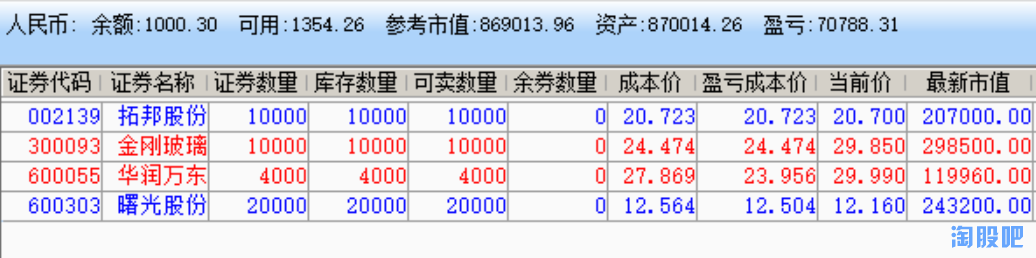 人民币: 余额:1000.30 可用:1354.26 参考市值:869013.96 资产:870014.26 盈亏:70788.31
证券代码 证券名称 证券数量 库存数量 可卖数量 余券数量 成本价 盈亏成本价 当前价 最新市值
002139 拓邦股份 10000 10000 10000 0 20.723 20.723 20.700 207000.00
300093 金刚玻璃 10000 10000 10000 0 24.474 24.474 29.850 298500.00
600055 华润万东 4000 4000 4000 0 27.869 23.956 29.990 119960.00
600303 曙光股份 20000 20000 20000 0 12.564 12.504 12.160 243200.00
淘股吧